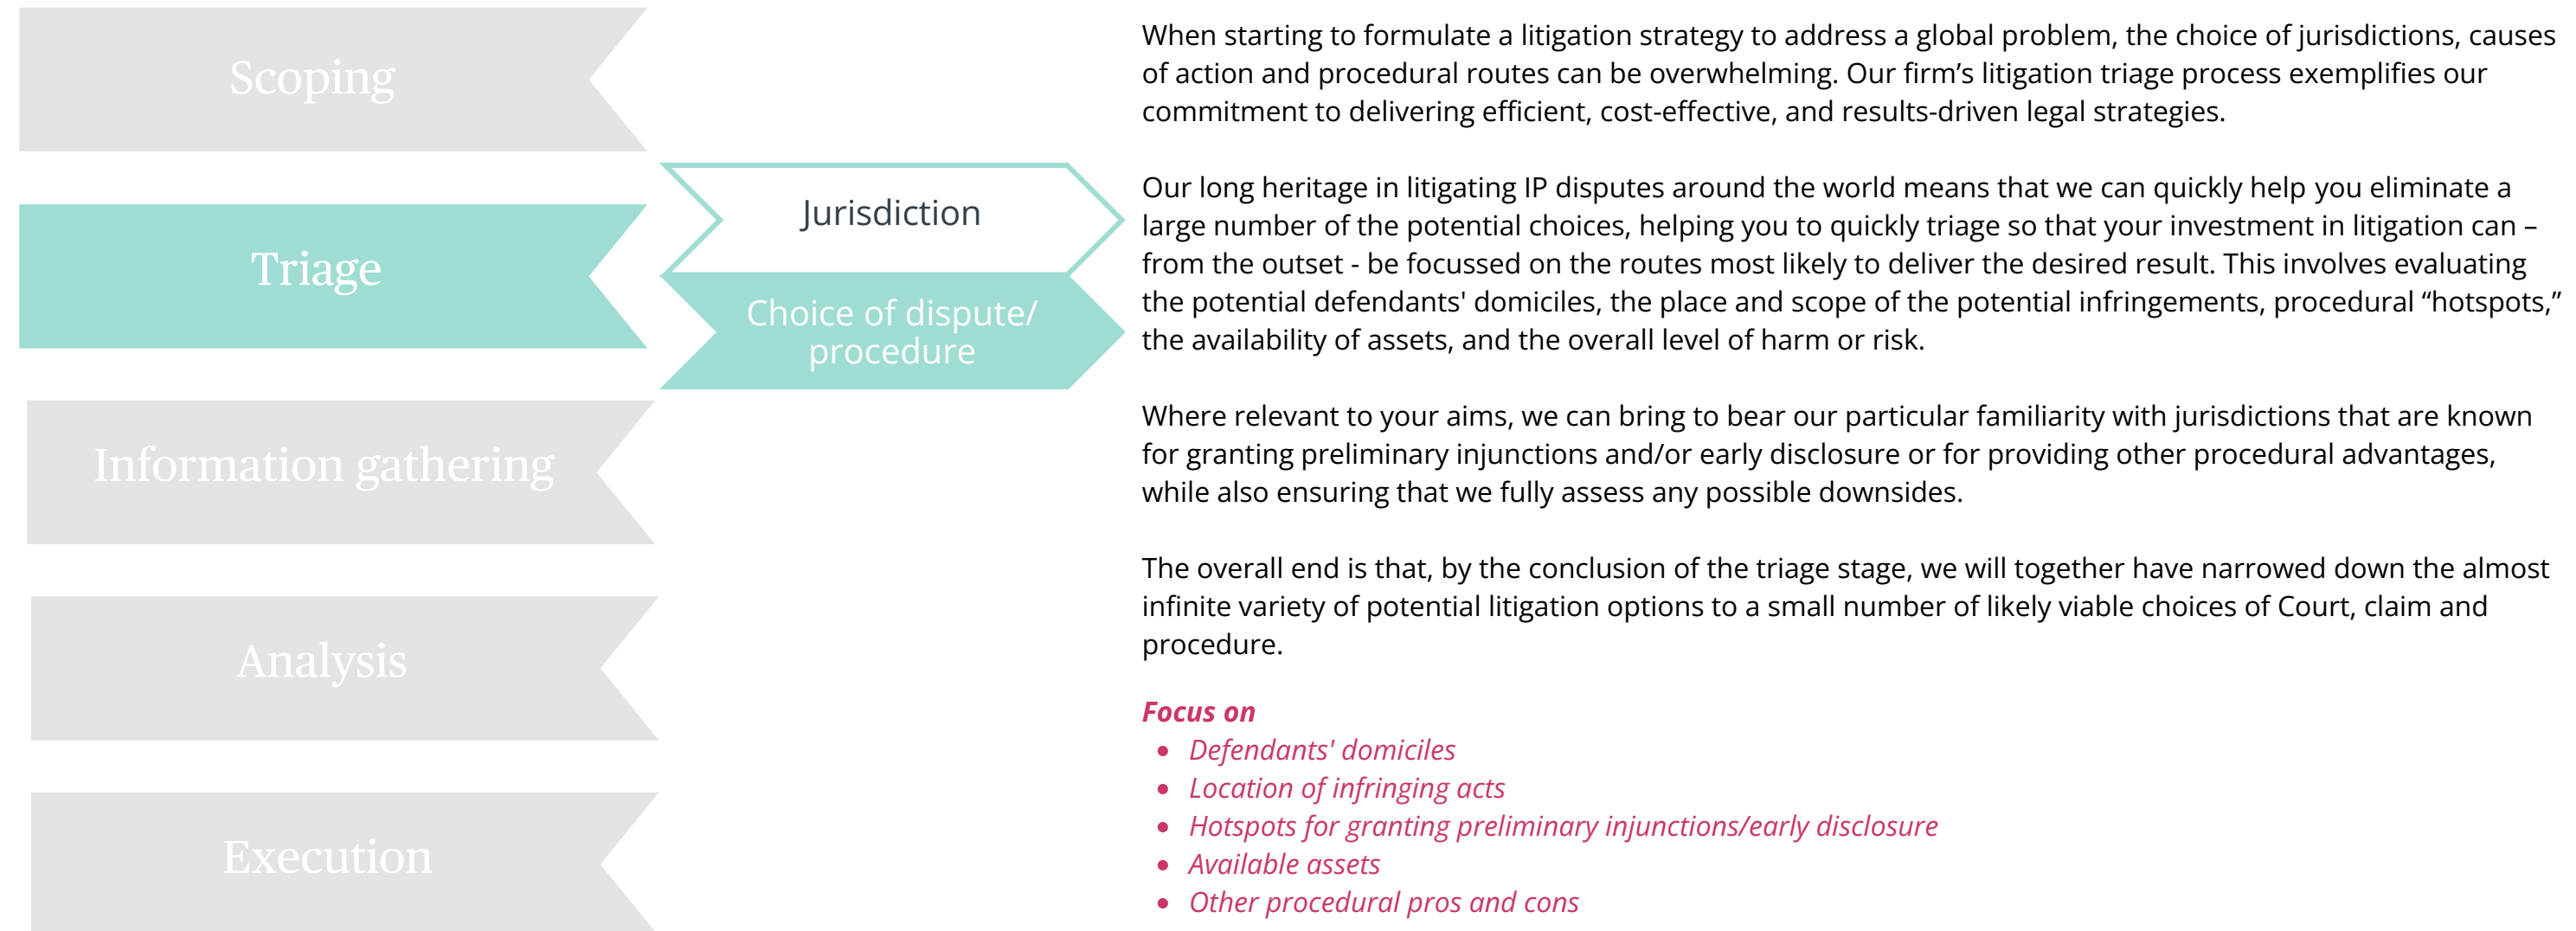 Scoping
Triage
Information gathering
Analysis
Execution
Jurisdiction
Choice of dispute/
procedure
When starting to formulate a litigation strategy to address a global problem, the choice of jurisdictions, causes
of action and procedural routes can be overwhelming. Our firm’s litigation triage process exemplifies our
commitment to delivering efficient, cost-effective, and results-driven legal strategies.
Our long heritage in litigating IP disputes around the world means that we can quickly help you eliminate a
large number of the potential choices, helping you to quickly triage so that your investment in litigation can –
from the outset - be focussed on the routes most likely to deliver the desired result. This involves evaluating
the potential defendants' domiciles, the place and scope of the potential infringements, procedural “hotspots,”
the availability of assets, and the overall level of harm or risk.
Where relevant to your aims, we can bring to bear our particular familiarity with jurisdictions that are known
for granting preliminary injunctions and/or early disclosure or for providing other procedural advantages,
while also ensuring that we fully assess any possible downsides.
The overall end is that, by the conclusion of the triage stage, we will together have narrowed down the almost
infinite variety of potential litigation options to a small number of likely viable choices of Court, claim and
procedure.
Focus on
• Defendants' domiciles
• Location of infringing acts
• Hotspots for granting preliminary injunctions/early disclosure
• Available assets
• Other procedural pros and cons